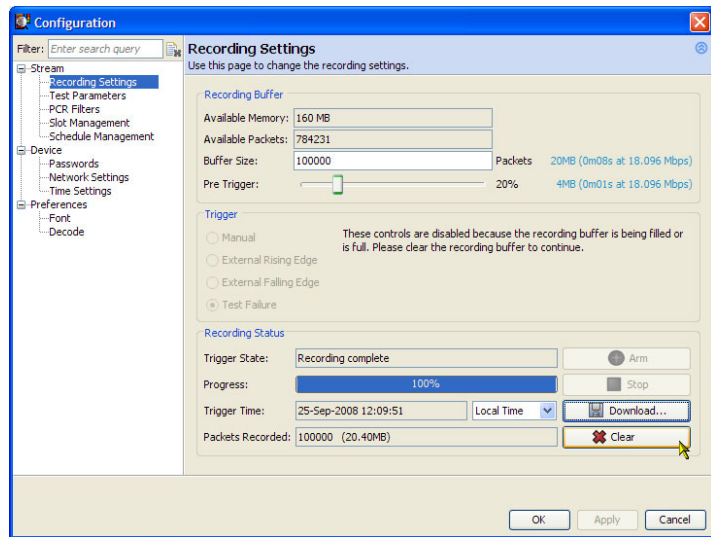 Configuration
Filter: Enter search query
Stream
Recording Settings
Test Parameters
PCR Filters
Slot Management
Schedule Management
Device
Passwords
Network Settings
Time Settings
Preferences
Font
Decode
Recording Settings
Use this page to change the recording settings.
Recording Buffer
Available Memory: 160 MB
Available Packets: 784231
Buffer Size: 100000 Packets 20MB (0m08s at 18.096 Mbps)
Pre Trigger: 20% 4MB (0m01s at 18.096 Mbps)
Trigger
Manual
External Rising Edge
External Falling Edge
Test Failure
These controls are disabled because the recording buffer is being filled or
is full. Please clear the recording buffer to continue.
Recording Status
Trigger State: Recording complete Arm
Progress: 100% Stop
Trigger Time: 25-Sep-2008 12:09:51 Local Time Download...
Packets Recorded: 100000 (20.40MB) Clear
OK Apply Cancel